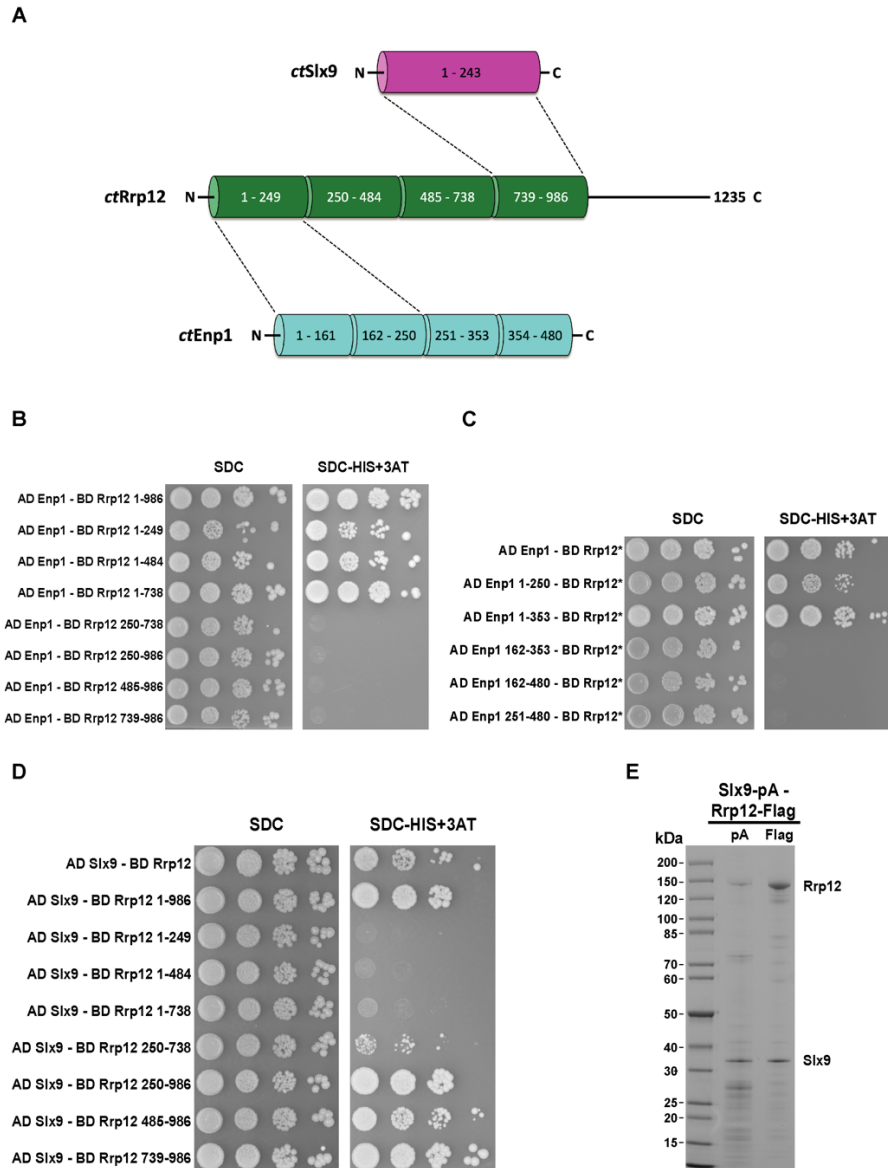 A
ctSlx9 N 1 - 243 C
ctRrp12 N 1 - 249 250 - 484 485 - 738 739 - 986 1235 C
ctEnp1 N 1 - 161 162 - 250 251 - 353 354 - 480 C
B
SDC SDC-HIS+3AT
AD Enp1 - BD Rrp12 1-986
AD Enp1 - BD Rrp12 1-249
AD Enp1 - BD Rrp12 1-484
AD Enp1 - BD Rrp12 1-738
AD Enp1 - BD Rrp12 250-738
AD Enp1 - BD Rrp12 250-986
AD Enp1 - BD Rrp12 485-986
AD Enp1 - BD Rrp12 739-986
C
SDC SDC-HIS+3AT
AD Enp1 - BD Rrp12*
AD Enp1 1-250 - BD Rrp12*
AD Enp1 1-353 - BD Rrp12*
AD Enp1 162-353 - BD Rrp12*
AD Enp1 162-480 - BD Rrp12*
AD Enp1 251-480 - BD Rrp12*
D
SDC SDC-HIS+3AT
AD Slx9 - BD Rrp12
AD Slx9 - BD Rrp12 1-986
AD Slx9 - BD Rrp12 1-249
AD Slx9 - BD Rrp12 1-484
AD Slx9 - BD Rrp12 1-738
AD Slx9 - BD Rrp12 250-738
AD Slx9 - BD Rrp12 250-986
AD Slx9 - BD Rrp12 485-986
AD Slx9 - BD Rrp12 739-986
E
Slx9-pA -
Rrp12-Flag
kDa pA Flag
200-
150- Rrp12
120-
100-
85-
70-
60-
50-
40-
30- Slx9
25-
20-
15-